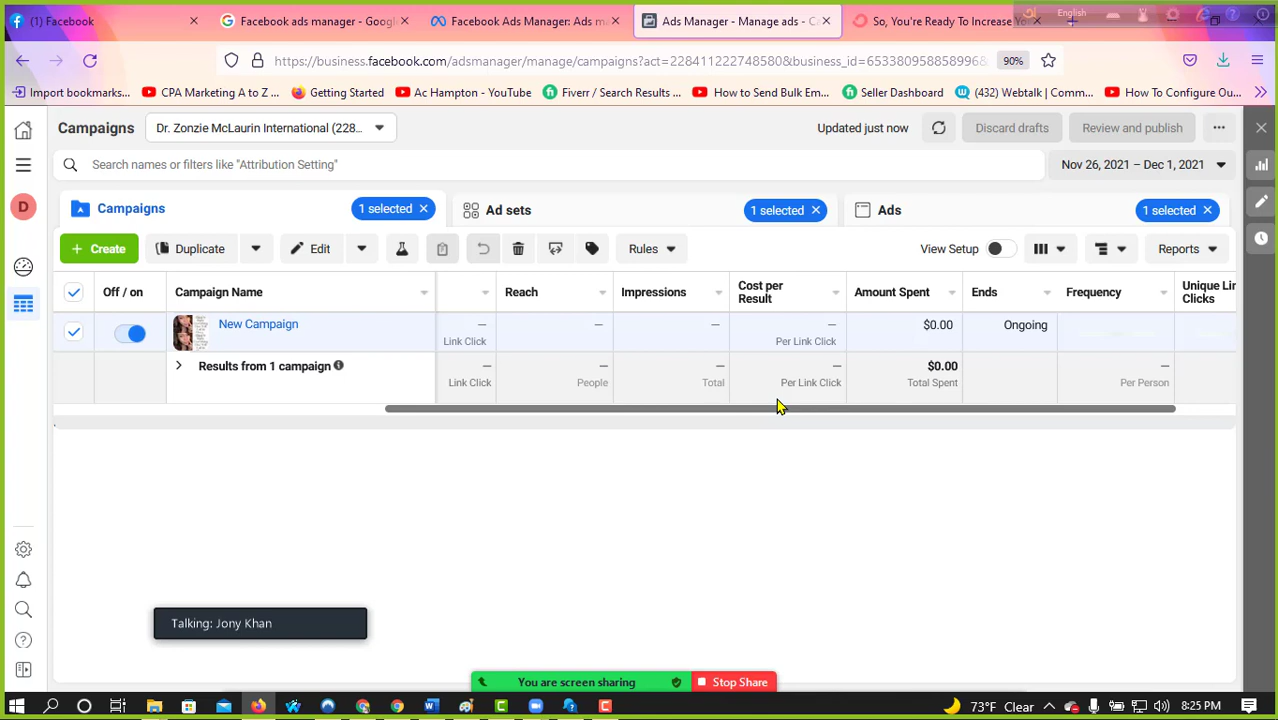 (1) Facebook
Facebook ads manager - Googl
Facebook Ads Manager: Ads ma
Ads Manager - Manage ads - Ca
So, You're Ready To Increase Yo
English
https://business.facebook.com/adsmanager/manage/campaigns?act=228411222748580&business_id=653380958858996&
90%
Import bookmarks...
CPA Marketing A to Z ...
Getting Started
Ac Hampton - YouTube
Fiverr / Search Results ...
How to Send Bulk Em...
Seller Dashboard
(432) Webtalk | Comm...
How To Configure Ou...
Campaigns
Dr. Zonzie McLaurin International (228...
Updated just now
Discard drafts
Review and publish
Search names or filters like "Attribution Setting"
Nov 26, 2021 – Dec 1, 2021
D
Campaigns
1 selected
Ad sets
1 selected
Ads
1 selected
+ Create
Duplicate
Edit
Rules
View Setup
Reports
Off / on
Campaign Name
Reach
Impressions
Cost per Result
Amount Spent
Ends
Frequency
Unique Lin Clicks
New Campaign
—
Link Click
—
—
—
Per Link Click
$0.00
Ongoing
Results from 1 campaign
—
Link Click
—
People
—
Total
—
Per Link Click
$0.00
Total Spent
Per Person
Talking: Jony Khan
You are screen sharing
Stop Share
73°F Clear
8:25 PM